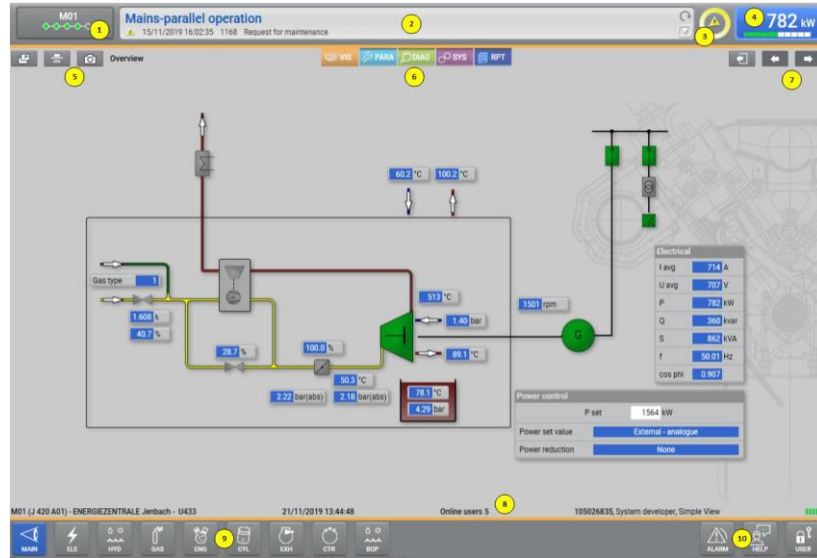 M01
1
Mains-parallel operation
15/11/2019 16:02:35 1168 Request for maintenance
2
3
4
782 kW
5
Overview
VIS
PARA
DIAG
SYS
RPT
6
7
60.2 °C
100.2 °C
Gas type 1
1.608 λ
40.7 %
28.7 %
100.0 %
513 °C
1.40 bar
89.1 °C
50.3 °C
2.22 bar(abs)
2.18 bar(abs)
78.1 °C
4.29 bar
1501 rpm
G
Electrical
I avg 714 A
U avg 707 V
P 782 kW
Q 360 kvar
S 862 kVA
f 50.01 Hz
cos phi 0.907
Power control
P set 1564 kW
Power set value External - analogue
Power reduction None
M01 (J 420 A01) - ENERGIEZENTRALE Jenbach - U433
21/11/2019 13:44:48
Online users 5
8
105026835, System developer, Simple View
MAIN
ELE
HYD
GAS
ENG
9
CYL
EXH
CTR
BOP
ALARM
10
HELP
USER